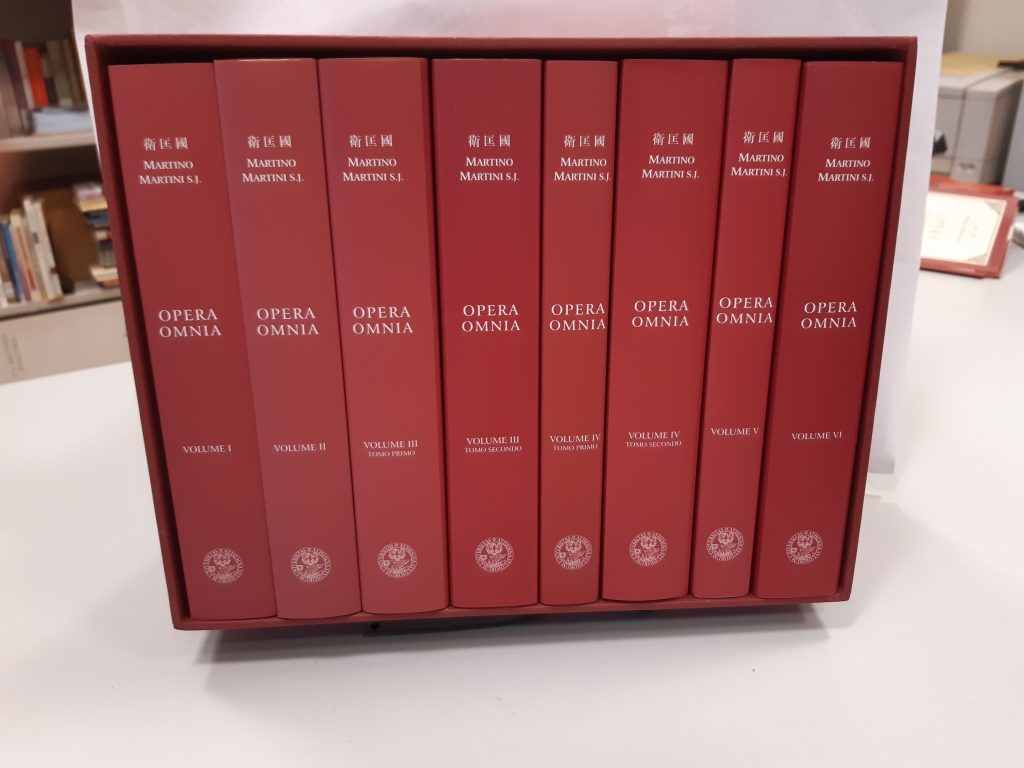 衛匡國
MARTINO
MARTINI S.J.
OPERA
OMNIA
VOLUME I
衛匡國
MARTINO
MARTINI S.J.
OPERA
OMNIA
VOLUME II
衛匡國
MARTINO
MARTINI S.J.
OPERA
OMNIA
VOLUME III
TOMO PRIMO
衛匡國
MARTINO
MARTINI S.J.
OPERA
OMNIA
VOLUME III
TOMO SECONDO
衛匡國
MARTINO
MARTINI S.J.
OPERA
OMNIA
VOLUME IV
TOMO PRIMO
衛匡國
MARTINO
MARTINI S.J.
OPERA
OMNIA
VOLUME IV
TOMO SECONDO
衛匡國
MARTINO
MARTINI S.J.
OPERA
OMNIA
VOLUME V
衛匡國
MARTINO
MARTINI S.J.
OPERA
OMNIA
VOLUME VI